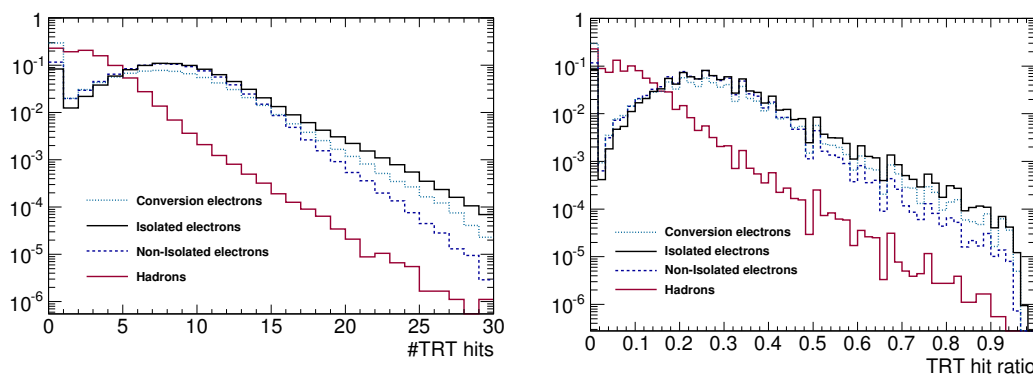 1
10⁻¹
10⁻²
10⁻³
10⁻⁴
10⁻⁵
10⁻⁶
Conversion electrons
Isolated electrons
Non-Isolated electrons
Hadrons
0 5 10 15 20 25 30
#TRT hits
1
10⁻¹
10⁻²
10⁻³
10⁻⁴
10⁻⁵
10⁻⁶
Conversion electrons
Isolated electrons
Non-Isolated electrons
Hadrons
0 0.1 0.2 0.3 0.4 0.5 0.6 0.7 0.8 0.9
TRT hit ratio